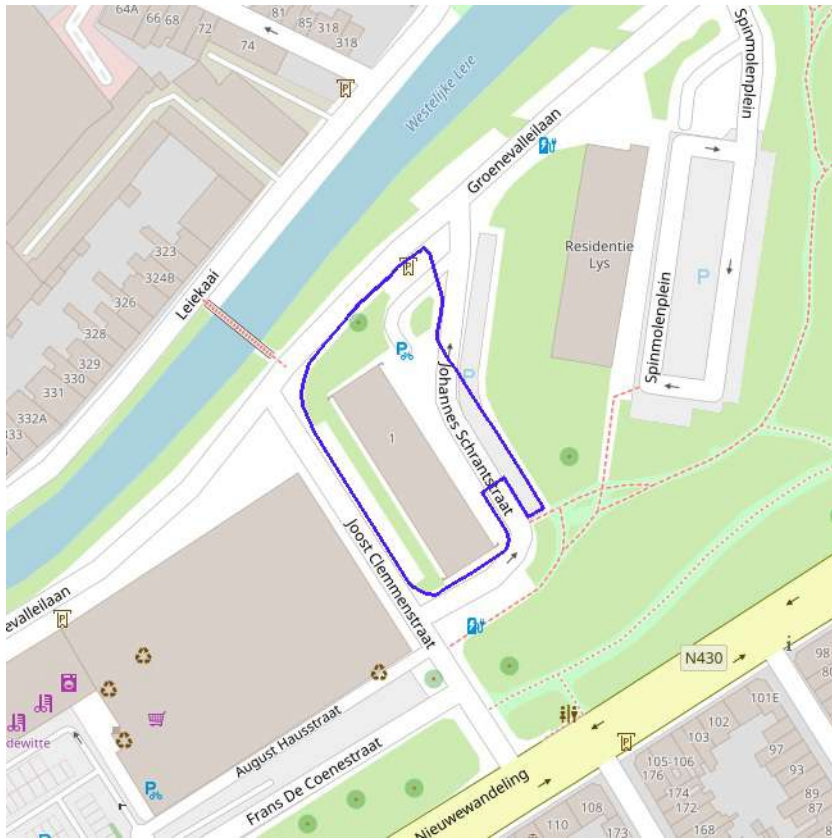 64A
66
68
72
74
81
85
318
318
Westelijke Leie
Spinmolenplein
Groenevalleilaan
Residentie
Lys
P
323
324B
326
328
329
330
331
332A
333
Leiekaai
Spinmolenplein
P
P
1
Johannes Schrantstraat
Joost Clemmenstraat
evalleilaan
N430
i
98
80
101E
102
103
97
93
89
87
105-106
176
174
172
168
108
110
173
dewitte
August Hausstraat
Frans De Coenestraat
Nieuwewandeling
P